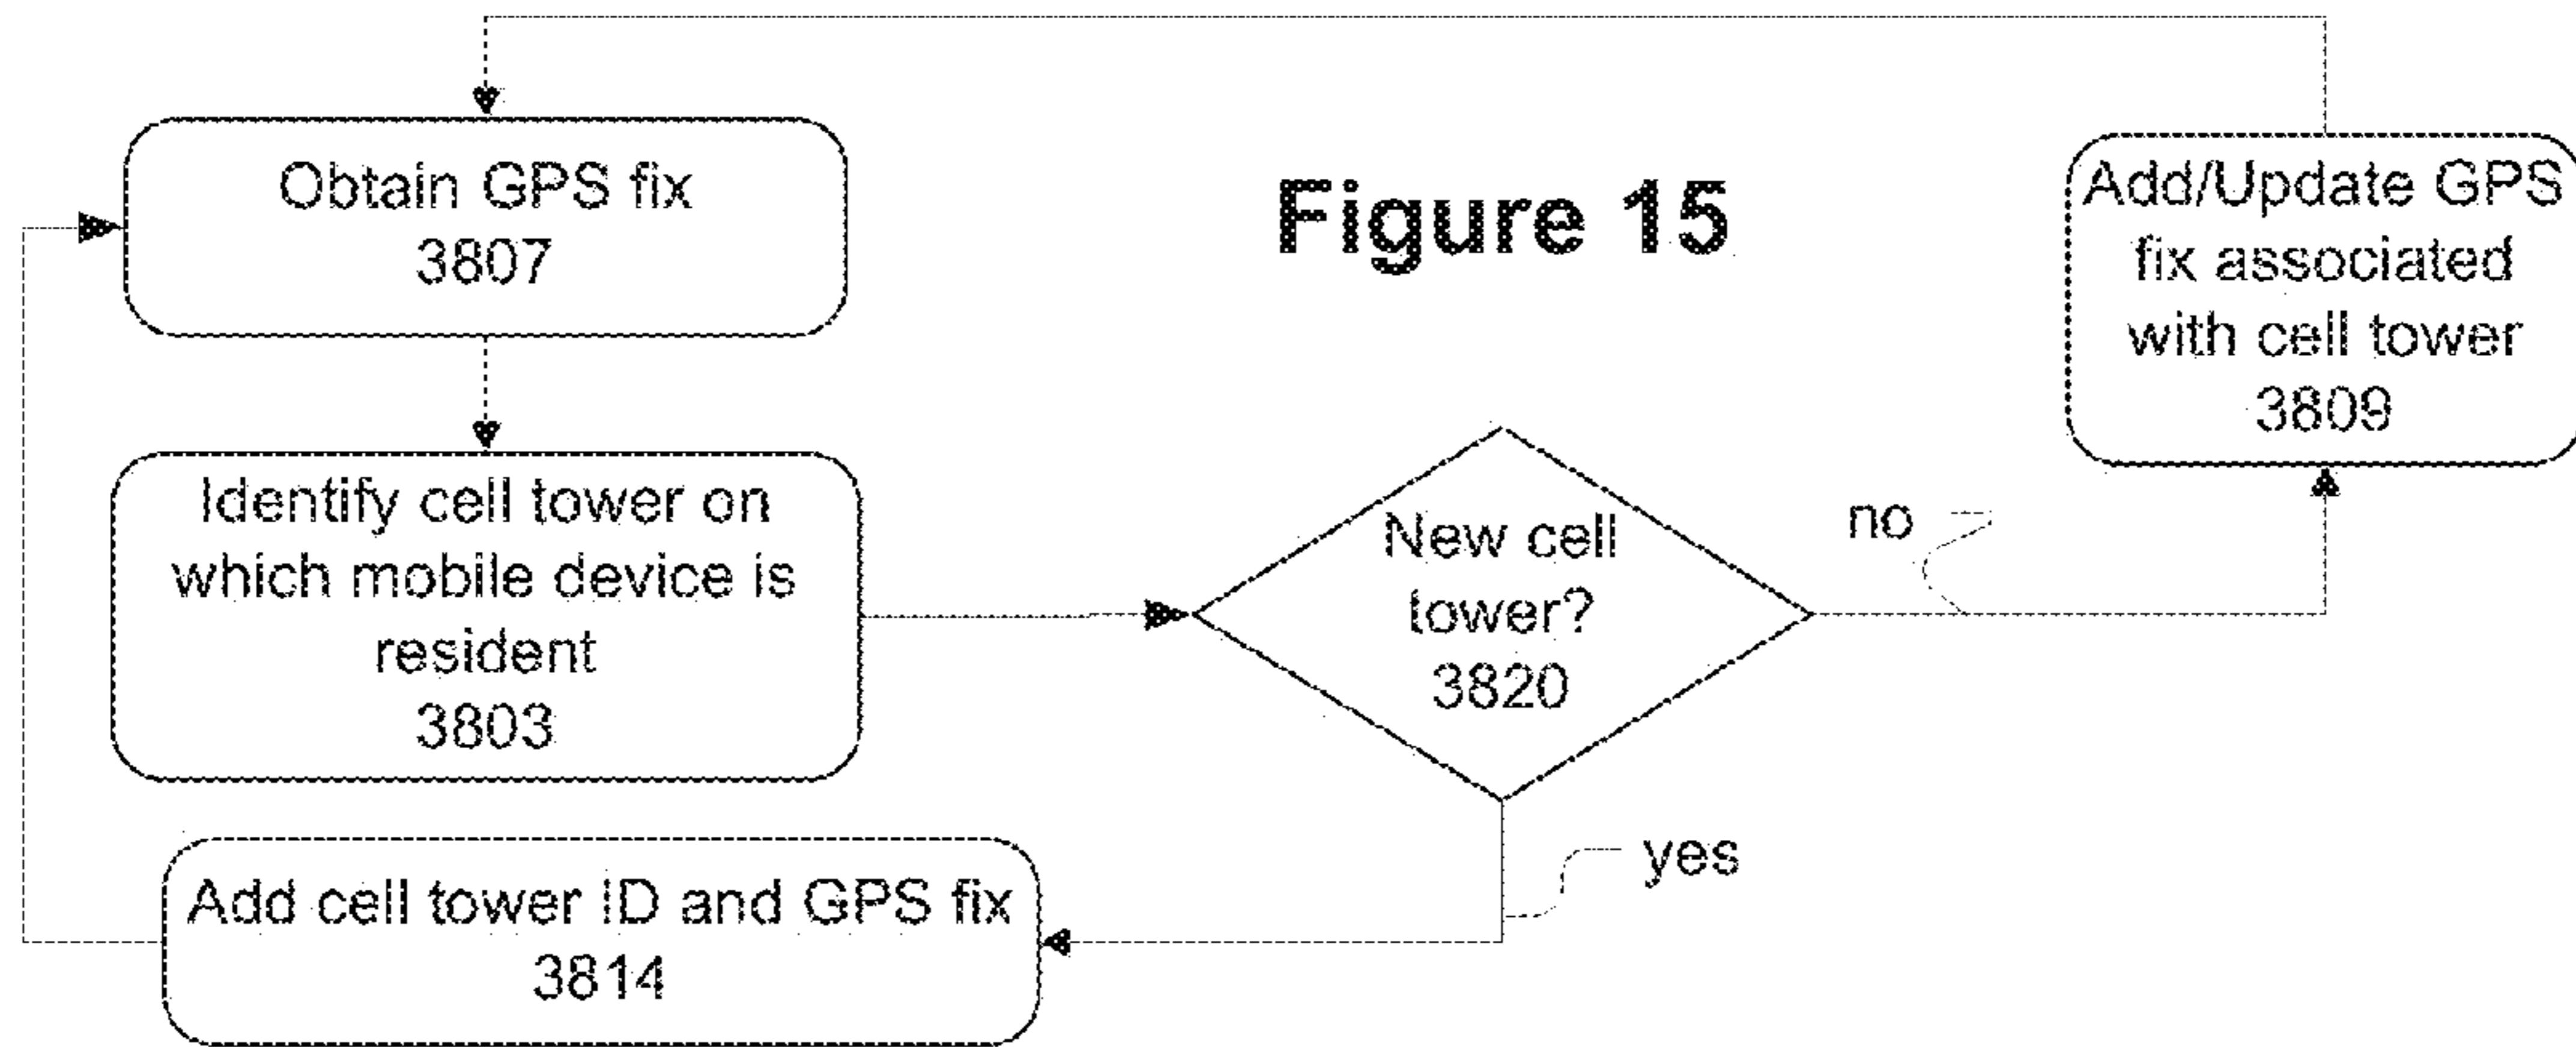 Obtain GPS fix
3807
Figure 15
Add/Update GPS
fix associated
with cell tower
3809
Identify cell tower on
which mobile device is
resident
3803
New cell
tower?
3820
no
yes
Add cell tower ID and GPS fix
3814